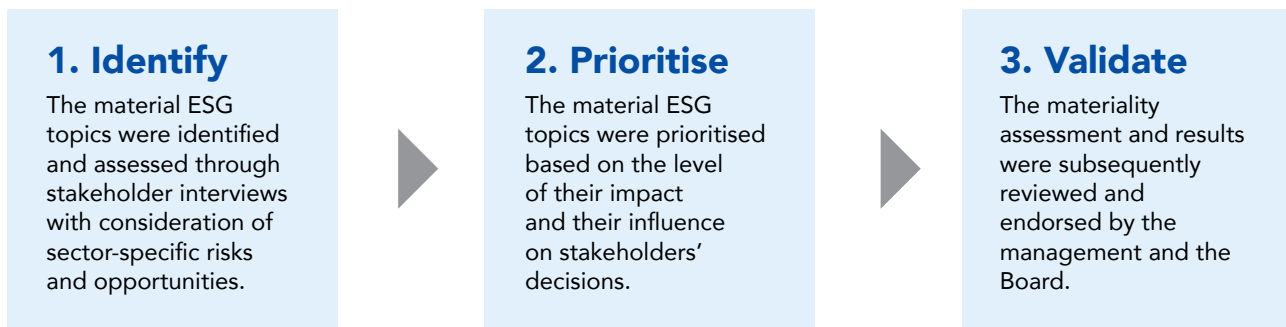 1. Identify
The material ESG
topics were identified
and assessed through
stakeholder interviews
with consideration of
sector-specific risks
and opportunities.
2. Prioritise
The material ESG
topics were prioritised
based on the level
of their impact
and their influence
on stakeholders’
decisions.
3. Validate
The materiality
assessment and results
were subsequently
reviewed and
endorsed by the
management and the
Board.